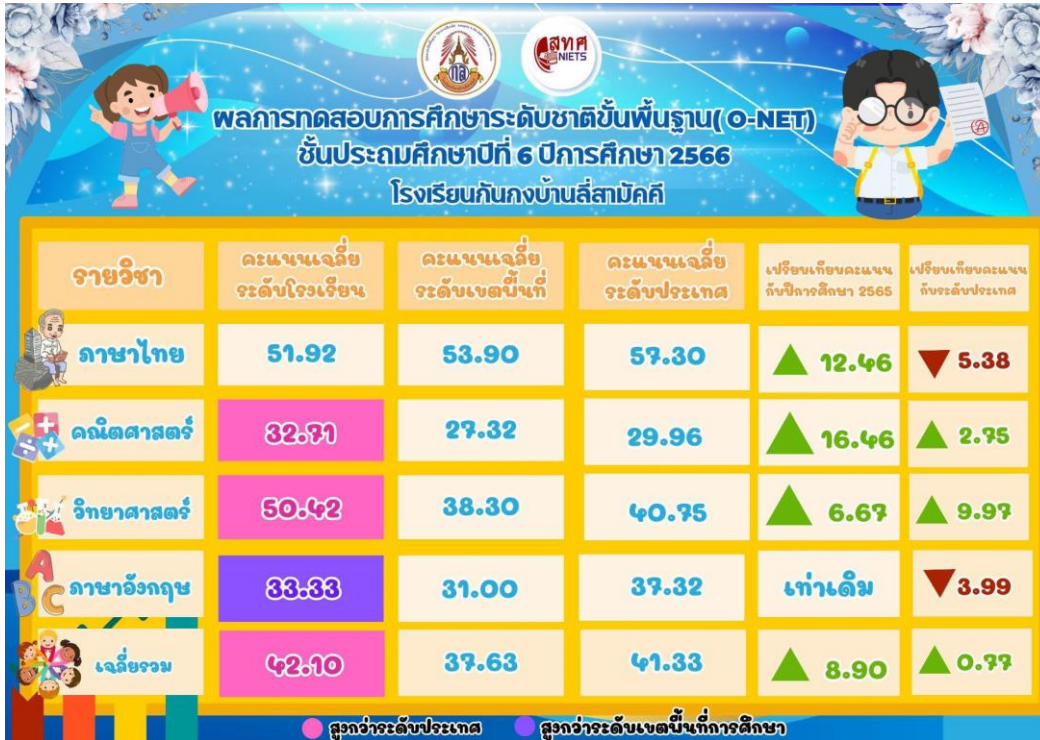 สทศ
NIETS
ผลการทดสอบการศึกษาระดับชาติขั้นพื้นฐาน( O-NET)
ชั้นประถมศึกษาปีที่ 6 ปีการศึกษา 2566
โรงเรียนกันกงบ้านลี่สามัคคี
รายวิชา
คะแนนเฉลี่ย
ระดับโรงเรียน
คะแนนเฉลี่ย
ระดับเขตพื้นที่
คะแนนเฉลี่ย
ระดับประเทศ
เปรียบเทียบคะแนน
กับปีการศึกษา 2565
เปรียบเทียบคะแนน
กับระดับประเทศ
ภาษาไทย 51.92 53.90 57.30 ▲ 12.46 ▼ 5.38
คณิตศาสตร์ 32.71 27.32 29.96 ▲ 16.46 ▲ 2.75
วิทยาศาสตร์ 50.42 38.30 40.75 ▲ 6.67 ▲ 9.97
A
B C
ภาษาอังกฤษ 33.33 31.00 37.32 เท่าเดิม ▼ 3.99
เฉลี่ยรวม 42.10 37.63 41.33 ▲ 8.90 ▲ 0.77
สูงกว่าระดับประเทศ สูงกว่าระดับเขตพื้นที่การศึกษา